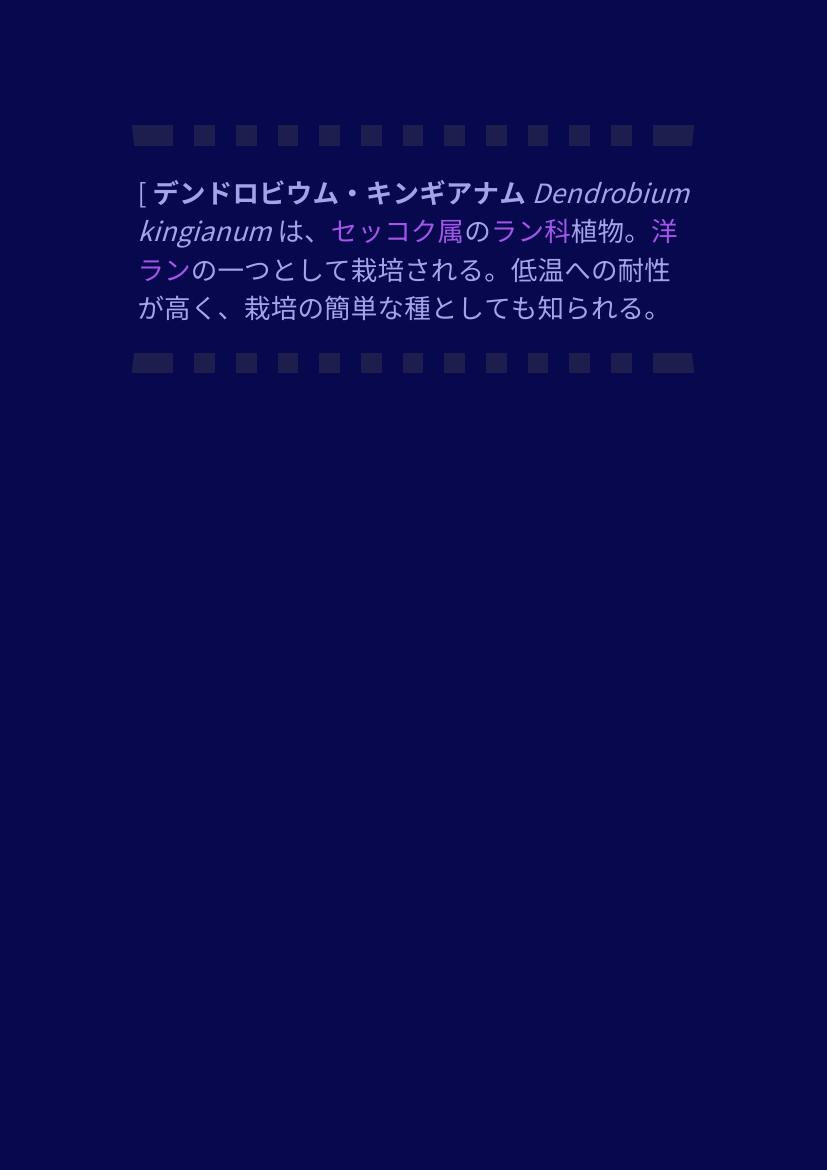 [ デンドロビウム・キンギアナム Dendrobium
kingianum は、セッコク属のラン科植物。洋
ランの一つとして栽培される。低温への耐性
が高く、栽培の簡単な種としても知られる。